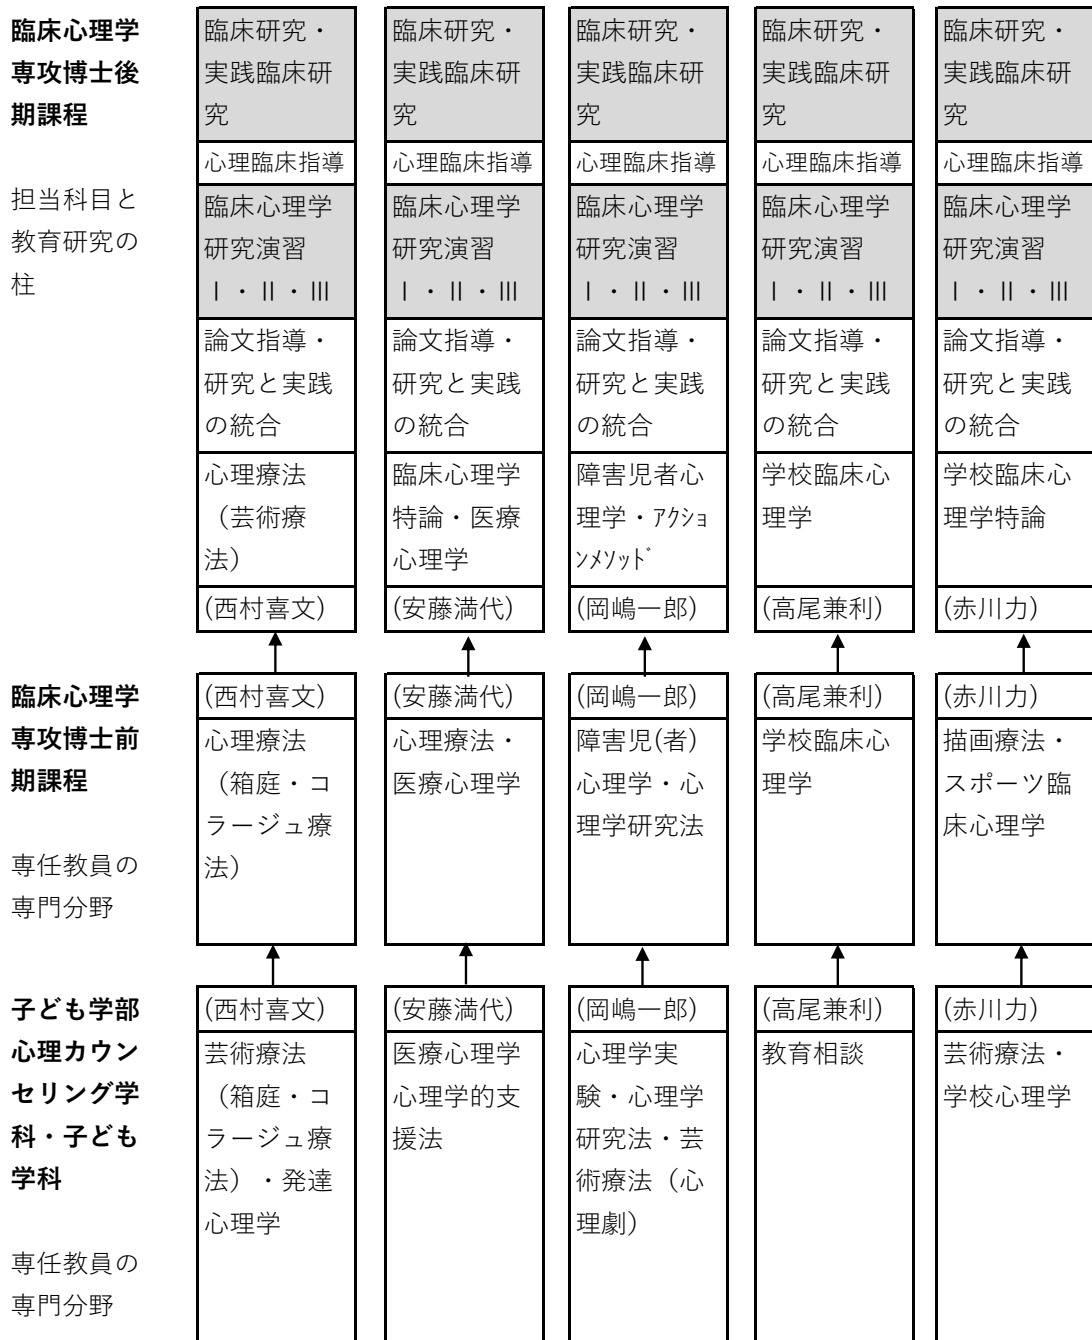 臨床心理学
専攻博士後
期課程
担当科目と
教育研究の
柱
臨床研究・
実践臨床研
究
心理臨床指導
臨床心理学
研究演習
Ⅰ・Ⅱ・Ⅲ
論文指導・
研究と実践
の統合
心理療法
（芸術療
法）
(西村喜文)
臨床研究・
実践臨床研
究
心理臨床指導
臨床心理学
研究演習
Ⅰ・Ⅱ・Ⅲ
論文指導・
研究と実践
の統合
臨床心理学
特論・医療
心理学
(安藤満代)
臨床研究・
実践臨床研
究
心理臨床指導
臨床心理学
研究演習
Ⅰ・Ⅱ・Ⅲ
論文指導・
研究と実践
の統合
障害児者心
理学・ｱｸｼｮ
ﾝﾒｿｯﾄﾞ
(岡嶋一郎)
臨床研究・
実践臨床研
究
心理臨床指導
臨床心理学
研究演習
Ⅰ・Ⅱ・Ⅲ
論文指導・
研究と実践
の統合
学校臨床心
理学
(高尾兼利)
臨床研究・
実践臨床研
究
心理臨床指導
臨床心理学
研究演習
Ⅰ・Ⅱ・Ⅲ
論文指導・
研究と実践
の統合
学校臨床心
理学特論
(赤川力)
臨床心理学
専攻博士前
期課程
専任教員の
専門分野
(西村喜文)
心理療法
（箱庭・コ
ラージュ療
法）
(安藤満代)
心理療法・
医療心理学
(岡嶋一郎)
障害児(者)
心理学・心
理学研究法
(高尾兼利)
学校臨床心
理学
(赤川力)
描画療法・
スポーツ臨
床心理学
子ども学部
心理カウン
セリング学
科・子ども
学科
専任教員の
専門分野
(西村喜文)
芸術療法
（箱庭・コ
ラージュ療
法）・発達
心理学
(安藤満代)
医療心理学
心理学的支
援法
(岡嶋一郎)
心理学実
験・心理学
研究法・芸
術療法（心
理劇）
(高尾兼利)
教育相談
(赤川力)
芸術療法・
学校心理学